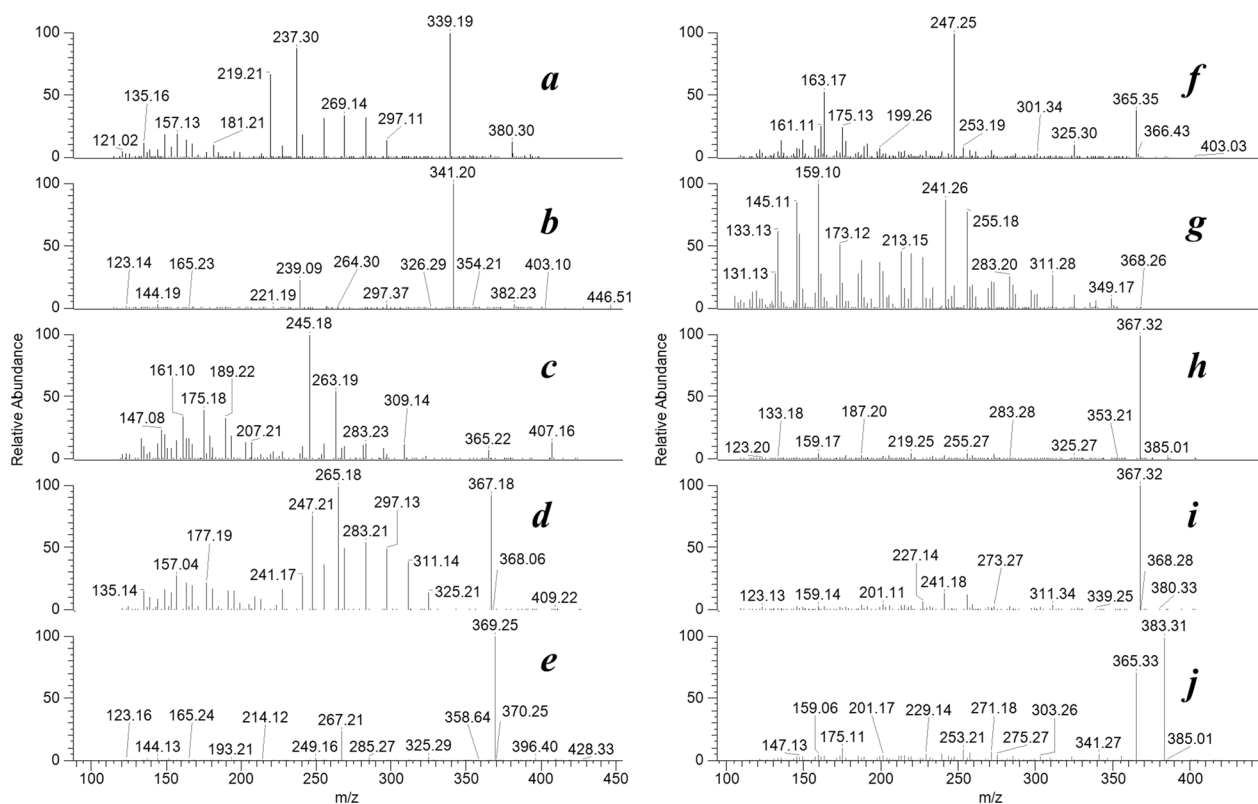 339.19
100
237.30
219.21
135.16
a
50
269.14
157.13
181.21
297.11
121.02
380.30
0
341.20
100
b
50
264.30
123.14 165.23 239.09 326.29 354.21 403.10
144.19 221.19 297.37 382.23 446.51
0
245.18
100
161.10 189.22 263.19
c
50
175.18 309.14
147.08
207.21 283.23 407.16
365.22
0
265.18 367.18
100
247.21 297.13
d
283.21
50
177.19
157.04 368.06
241.17
135.14 311.14 325.21 409.22
0
369.25
100
e
50
370.25
123.16 165.24 214.12 267.21 358.64
144.13 193.21 249.16 285.27 325.29 396.40 428.33
0
100 150 200 250 300 350 400 450
m/z
Relative Abundance
247.25
100
f
163.17
50
301.34 365.35
175.13 199.26 253.19
161.11 325.30 366.43
403.03
0
159.10
100
145.11 241.26
255.18
g
133.13
173.12 213.15
50
283.20 311.28 368.26
131.13 349.17
0
367.32
100
h
50
133.18 187.20 283.28 353.21
123.20 159.17 219.25 255.27 325.27 385.01
0
367.32
100
i
50
227.14 273.27 368.28
123.13 159.14 201.11 241.18 311.34 339.25 380.33
0
383.31
100
365.33
j
50
159.06 201.17 229.14 271.18 303.26
147.13 175.11 253.21 275.27 341.27 385.01
0
100 150 200 250 300 350 400
m/z
Relative Abundance